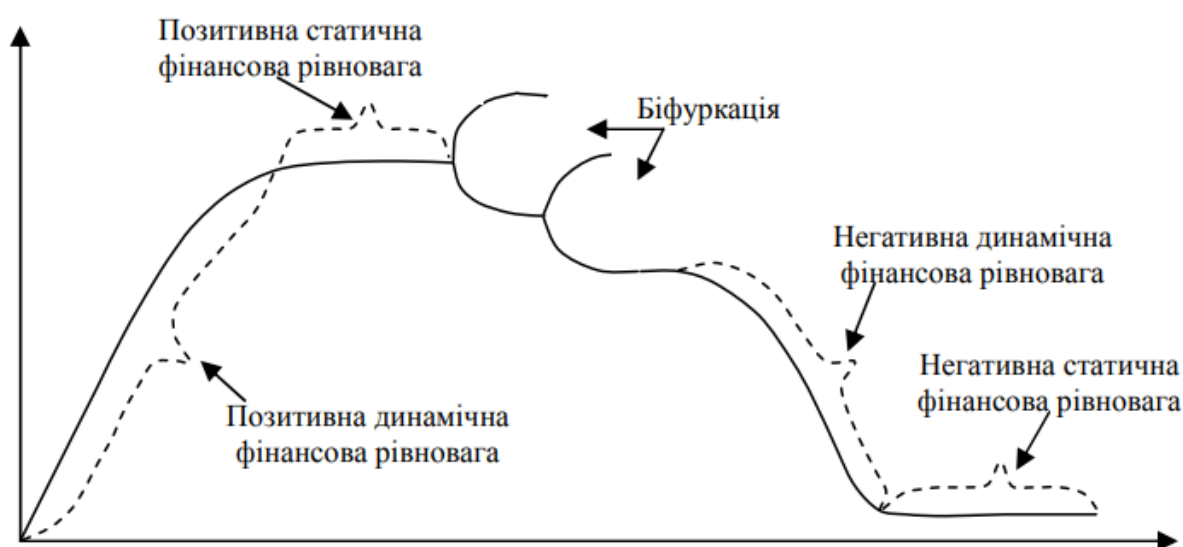 Позитивна статична
фінансова рівновага
Біфуркація
Негативна динамічна
фінансова рівновага
Негативна статична
фінансова рівновага
Позитивна динамічна
фінансова рівновага